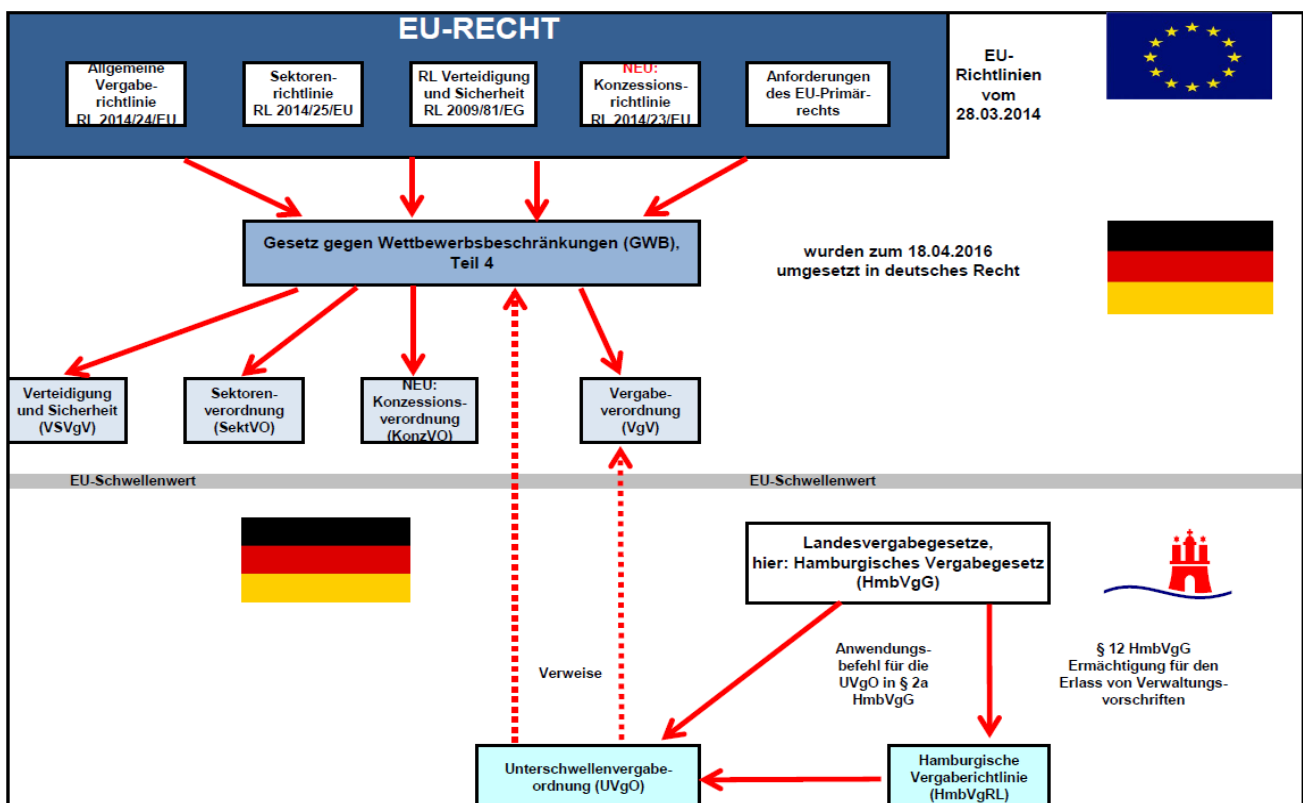 EU-RECHT
Allgemeine
Vergabe-
richtlinie
RL 2014/24/EU
Sektoren-
richtlinie
RL 2014/25/EU
RL Verteidigung
und Sicherheit
RL 2009/81/EG
NEU:
Konzessions-
richtlinie
RL 2014/23/EU
Anforderungen
des EU-Primär-
rechts
EU-
Richtlinien
vom
28.03.2014
Gesetz gegen Wettbewerbsbeschränkungen (GWB),
Teil 4
wurden zum 18.04.2016
umgesetzt in deutsches Recht
Verteidigung
und Sicherheit
(VSVgV)
Sektoren-
verordnung
(SektVO)
NEU:
Konzessions-
verordnung
(KonzVO)
Vergabe-
verordnung
(VgV)
EU-Schwellenwert
EU-Schwellenwert
Landesvergabegesetze,
hier: Hamburgisches Vergabegesetz
(HmbVgG)
Verweise
Anwendungs-
befehl für die
UVgO in § 2a
HmbVgG
§ 12 HmbVgG
Ermächtigung für den
Erlass von Verwaltungs-
vorschriften
Unterschwellenvergabe-
ordnung (UVgO)
Hamburgische
Vergaberichtlinie
(HmbVgRL)